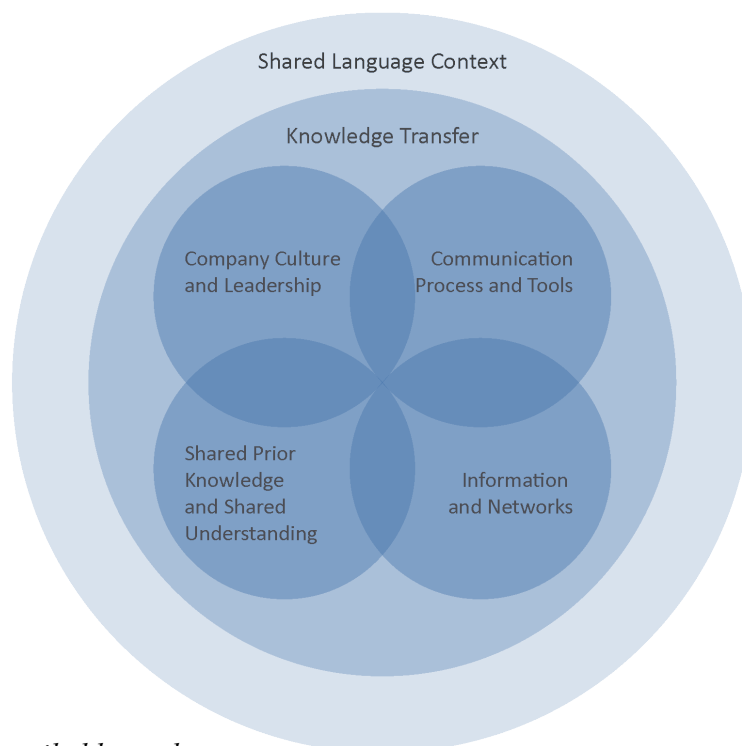 Shared Language Context
Knowledge Transfer
Company Culture
and Leadership
Communication
Process and Tools
Shared Prior
Knowledge
and Shared
Understanding
Information
and Networks